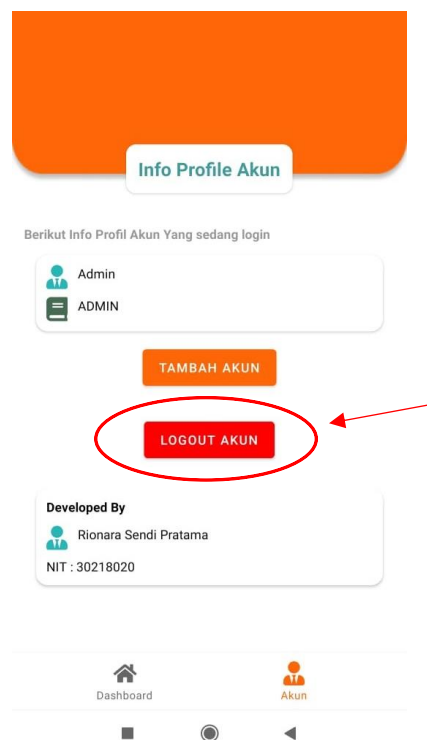 Info Profile Akun
Berikut Info Profil Akun Yang sedang login
Admin
ADMIN
TAMBAH AKUN
LOGOUT AKUN
Developed By
Rionara Sendi Pratama
NIT : 30218020
Dashboard
Akun